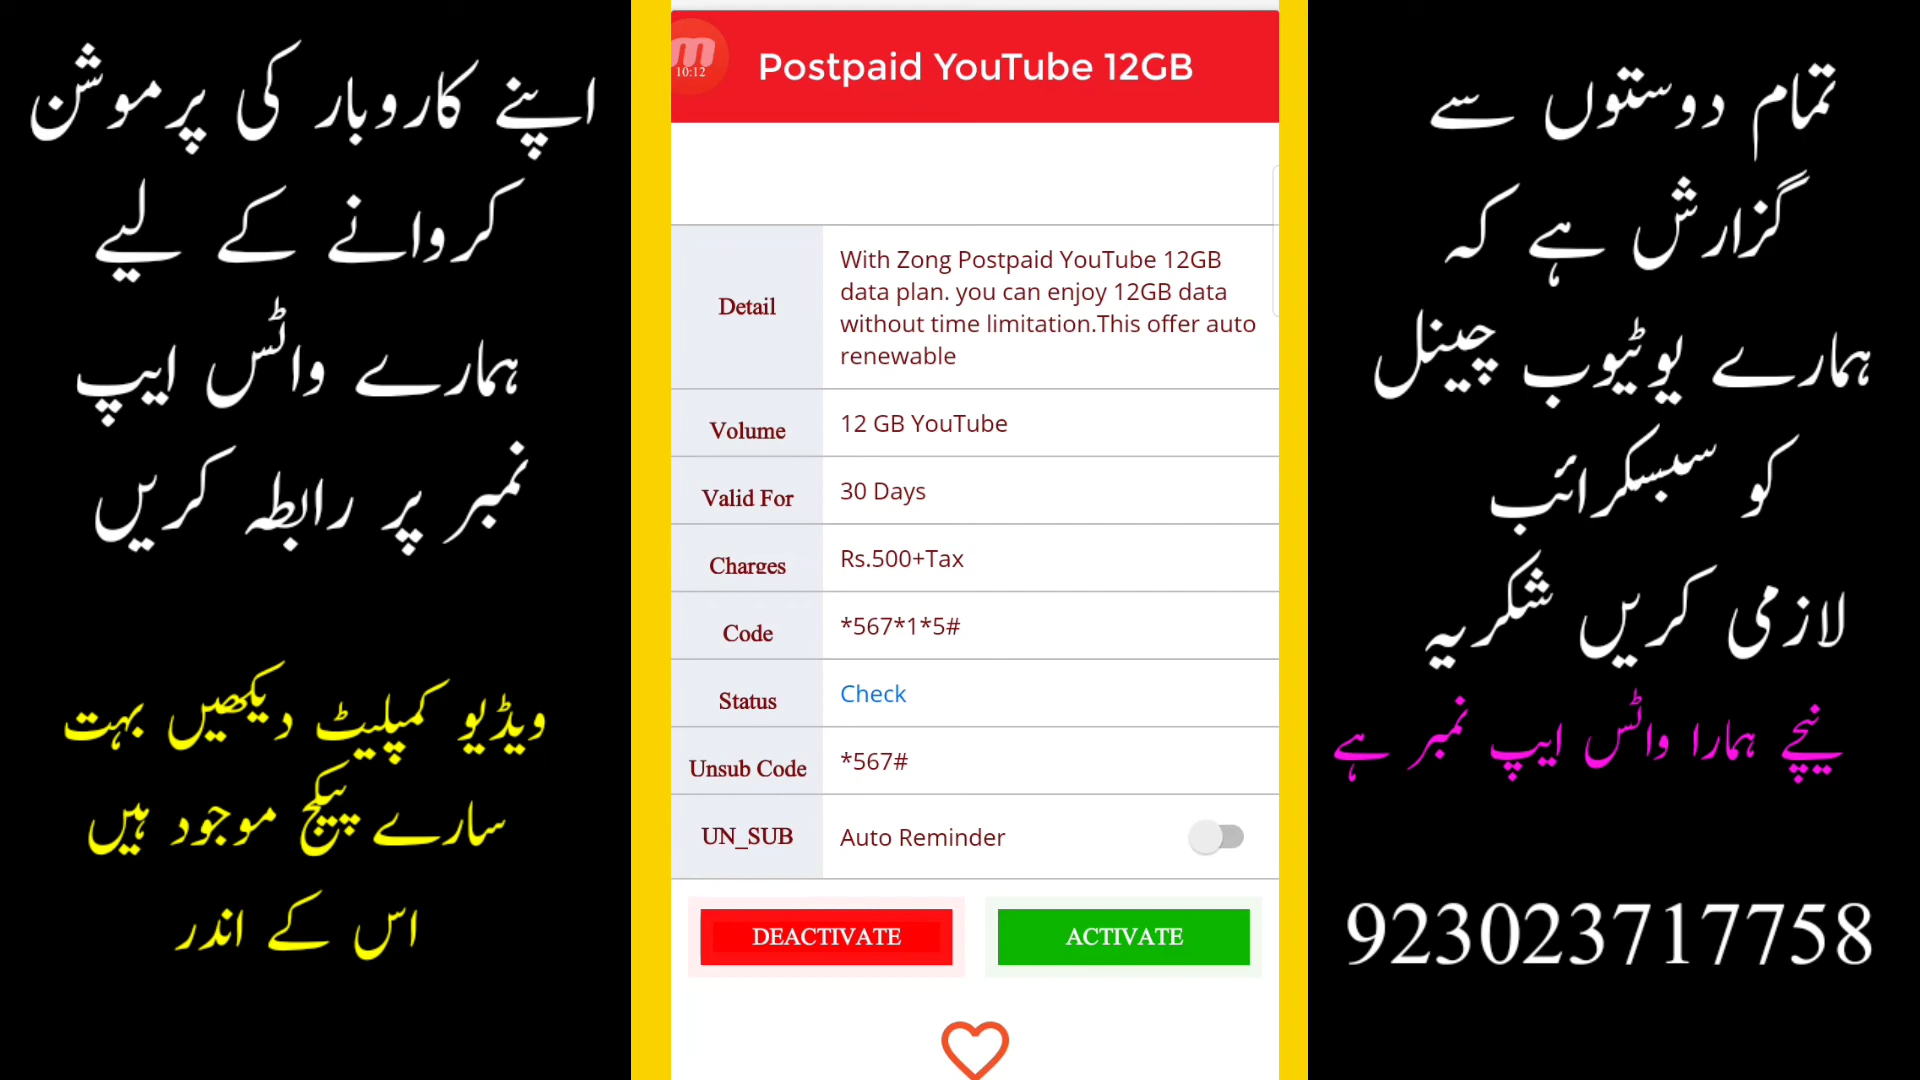 اپنے کاروبار کی پرموشن
کروانے کے لیے
ہمارے واٹس ایپ
نمبر پر رابطہ کریں
ویڈیو کمپلیٹ دیکھیں بہت
سارے پیکج موجود ہیں
اس کے اندر
m
10:12
Postpaid YouTube 12GB
Detail
With Zong Postpaid YouTube 12GB
data plan. you can enjoy 12GB data
without time limitation.This offer auto
renewable
Volume
12 GB YouTube
Valid For
30 Days
Charges
Rs.500+Tax
Code
*567*1*5#
Status
Check
Unsub Code
*567#
UN_SUB
Auto Reminder
DEACTIVATE
ACTIVATE
تمام دوستوں سے
گزارش ہے کہ
ہمارے یوٹیوب چینل
کو سبسکرائب
لازمی کریں شکریہ
نیچے ہمارا واٹس ایپ نمبر ہے
923023717758